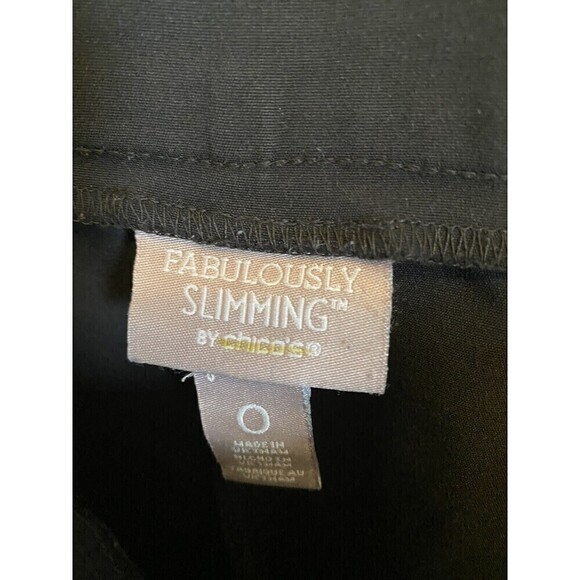 FABULOUSLY
SLIMMING™
BY chico's®
0
MADE IN
VIETNAM
HECHO EN
VIETNAM
FABRIQUE AU
VIETNAM